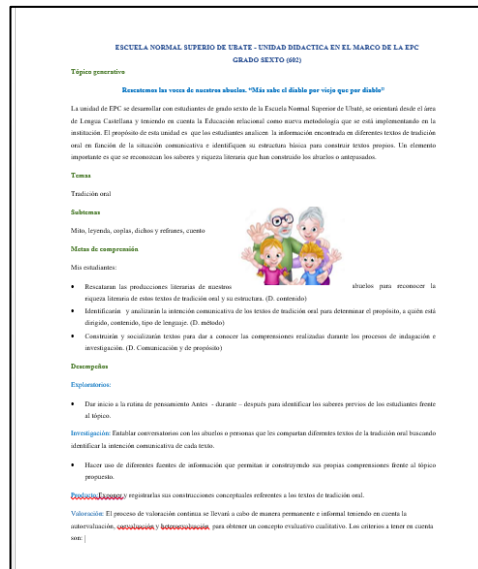 ESCUELA NORMAL SUPERIO DE UBATE - UNIDAD DIDACTICA EN EL MARCO DE LA EPC
GRADO SEXTO (602)
Tópico generativo
Rescatemos las voces de nuestros abuelos. "Más sabe el diablo por viejo que por diablo"
La unidad de EPC se desarrollar con estudiantes de grado sexto de la Escuela Normal Superior de Ubaté, se orientará desde el área
de Lengua Castellana y teniendo en cuenta la Educación relacional como nueva metodología que se está implementando en la
institución. El propósito de esta unidad es que los estudiantes analicen la información encontrada en diferentes textos de tradición
oral en función de la situación comunicativa e identifiquen su estructura básica para construir textos propios. Un elemento
importante es que se reconozcan los saberes y riqueza literaria que han construido los abuelos o antepasados.
Temas
Tradición oral
Subtemas
Mito, leyenda, coplas, dichos y refranes, cuento
Metas de comprensión
Mis estudiantes:
• Rescataran las producciones literarias de nuestros abuelos para reconocer la
riqueza literaria de estos textos de tradición oral y su estructura. (D. contenido)
• Identificarán y analizarán la intención comunicativa de los textos de tradición oral para determinar el propósito, a quién está
dirigido, contenido, tipo de lenguaje. (D. método)
• Construirán y socializarán textos para dar a conocer las comprensiones realizadas durante los procesos de indagación e
investigación. (D. Comunicación y de propósito)
Desempeños
Exploratorios:
• Dar inicio a la rutina de pensamiento Antes - durante - después para identificar los saberes previos de los estudiantes frente
al tópico.
Investigación: Entablar conversatorios con los abuelos o personas que les compartan diferentes textos de la tradición oral buscando
identificar la intención comunicativa de cada texto.
• Hacer uso de diferentes fuentes de información que permitan ir construyendo sus propias comprensiones frente al tópico
propuesto.
Producto: Exponer y registrarlas sus construcciones conceptuales referentes a los textos de tradición oral.
Valoración: El proceso de valoración continua se llevará a cabo de manera permanente e informal teniendo en cuenta la
autoevaluación, coevaluación y heteroevaluación, para obtener un concepto evaluativo cualitativo. Los criterios a tener en cuenta
son: